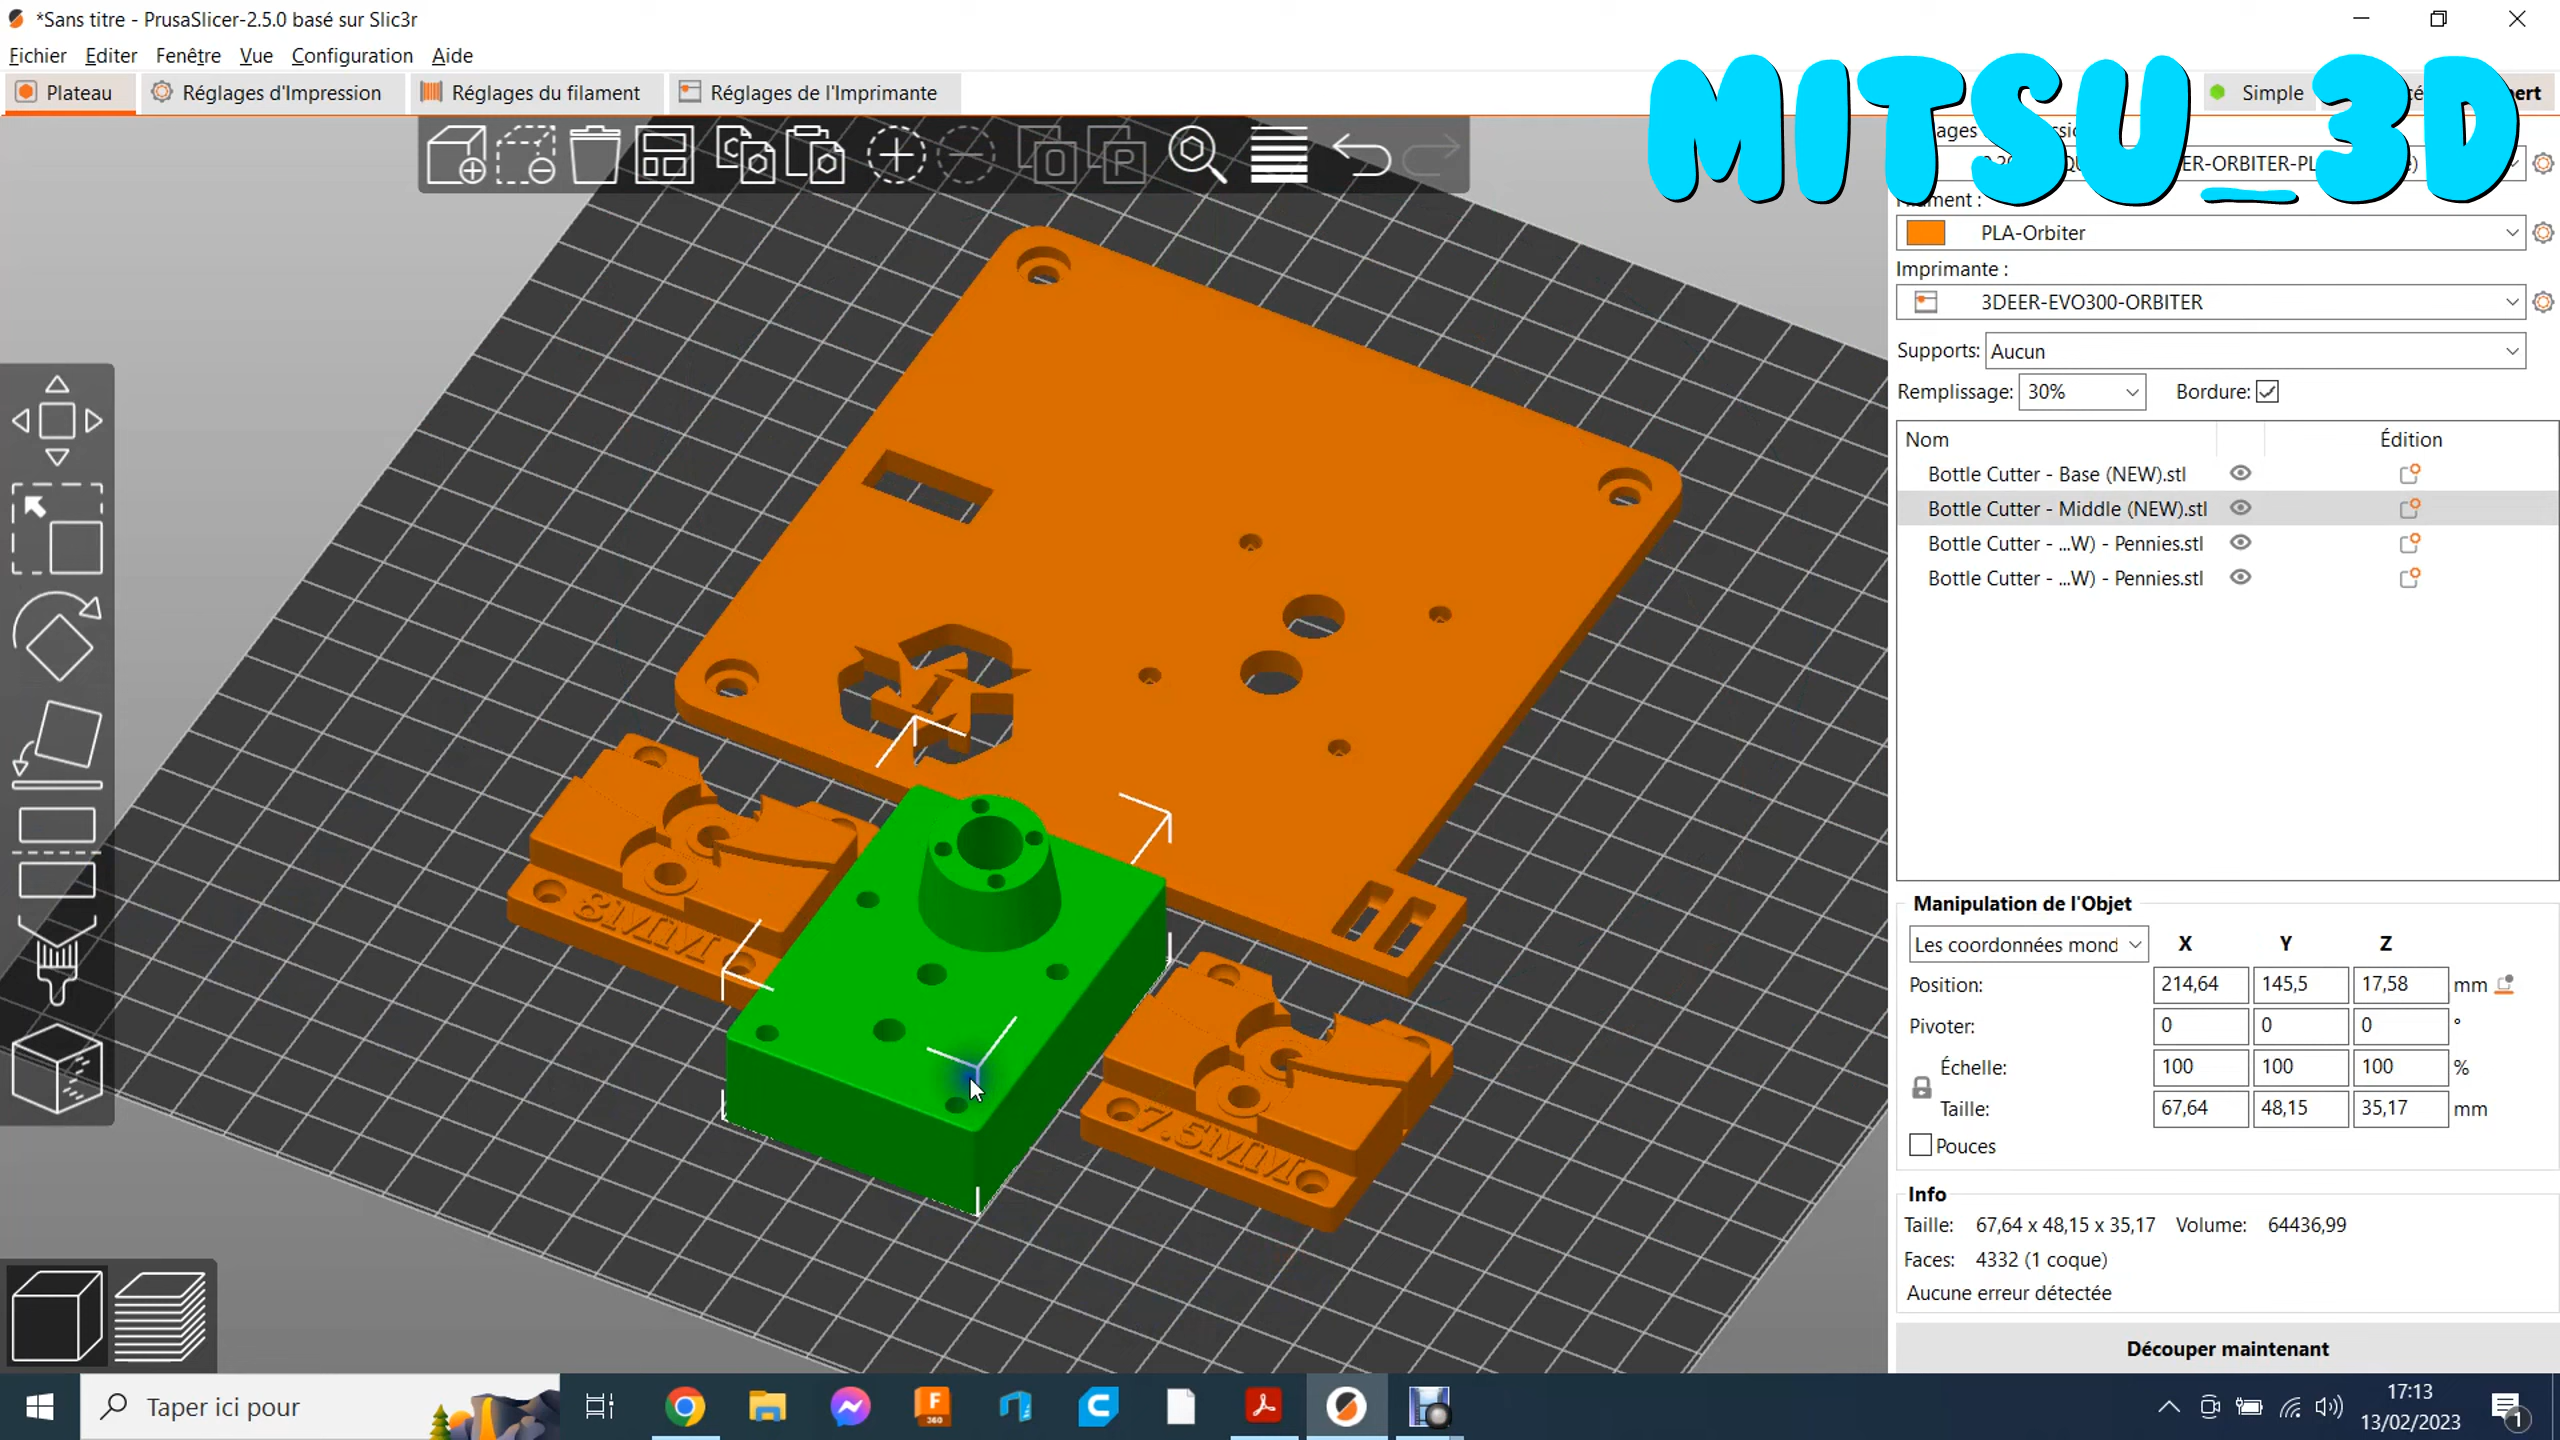 *Sans titre - PrusaSlicer-2.5.0 basé sur Slic3r
Fichier Editer Fenêtre Vue Configuration Aide
MITSU_3D
Plateau Réglages d'Impression Réglages du filament Réglages de l'Imprimante Simple
PLA-Orbiter
Imprimante :
3DEER-EVO300-ORBITER
Supports: Aucun
Remplissage: 30% Bordure:
Nom Édition
Bottle Cutter - Base (NEW).stl
Bottle Cutter - Middle (NEW).stl
Bottle Cutter - ...W) - Pennies.stl
Bottle Cutter - ...W) - Pennies.stl
1
8MM
7.5MM
Manipulation de l'Objet
Les coordonnées mond X Y Z
Position: 214,64 145,5 17,58 mm
Pivoter: 0 0 0 °
Échelle: 100 100 100 %
Taille: 67,64 48,15 35,17 mm
Pouces
Info
Taille: 67,64 x 48,15 x 35,17 Volume: 64436,99
Faces: 4332 (1 coque)
Aucune erreur détectée
Découper maintenant
Taper ici pour
F
360
17:13
13/02/2023
1